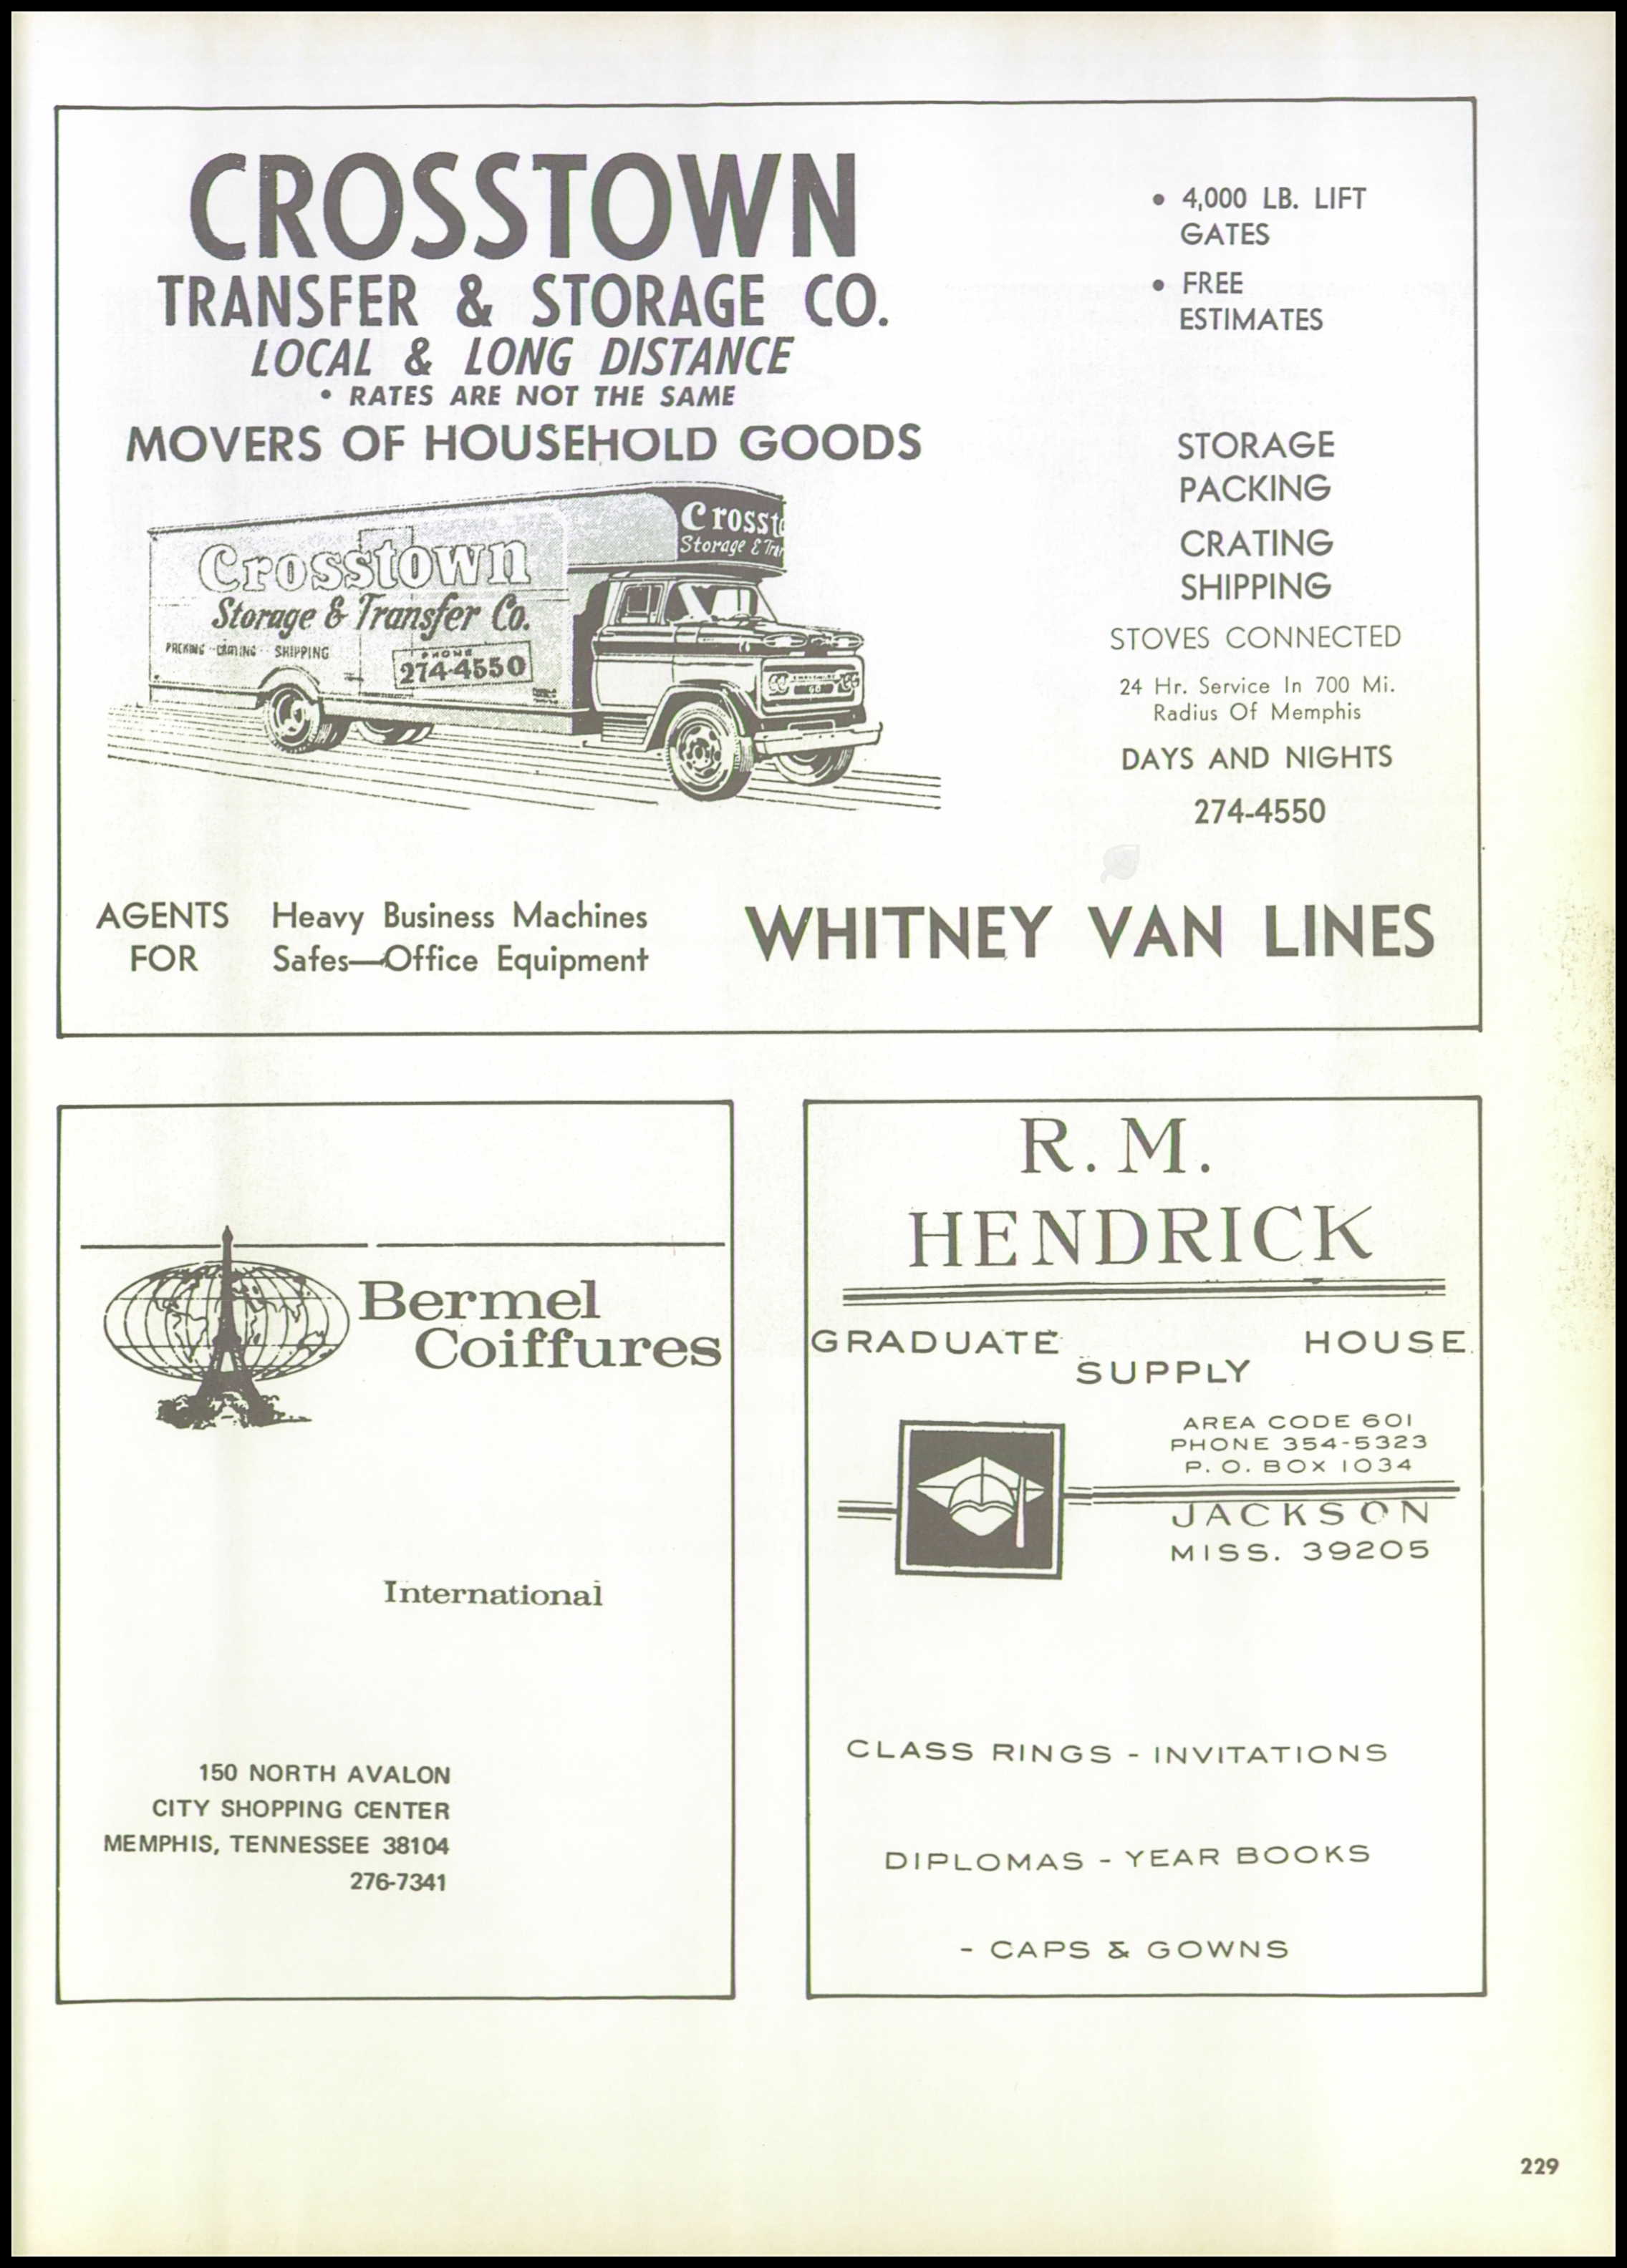 CROSSTOWN
TRANSFER & STORAGE CO.
LOCAL & LONG DISTANCE
• RATES ARE NOT THE SAME
MOVERS OF HOUSEHOLD GOODS
Crosst
Storage & Tra
Crosstown
Storage & Transfer Co.
PACKING - CRATING - SHIPPING
PHONE
274-4550
• 4,000 LB. LIFT
GATES
• FREE
ESTIMATES
STORAGE
PACKING
CRATING
SHIPPING
STOVES CONNECTED
24 Hr. Service In 700 Mi.
Radius Of Memphis
DAYS AND NIGHTS
274-4550
AGENTS
FOR
Heavy Business Machines
Safes—Office Equipment
WHITNEY VAN LINES
Bermel
Coiffures
International
150 NORTH AVALON
CITY SHOPPING CENTER
MEMPHIS, TENNESSEE 38104
276-7341
R. M.
HENDRICK
GRADUATE SUPPLY HOUSE
AREA CODE 601
PHONE 354-5323
P. O. BOX 1034
JACKSON
MISS. 39205
CLASS RINGS - INVITATIONS
DIPLOMAS - YEAR BOOKS
- CAPS & GOWNS
229